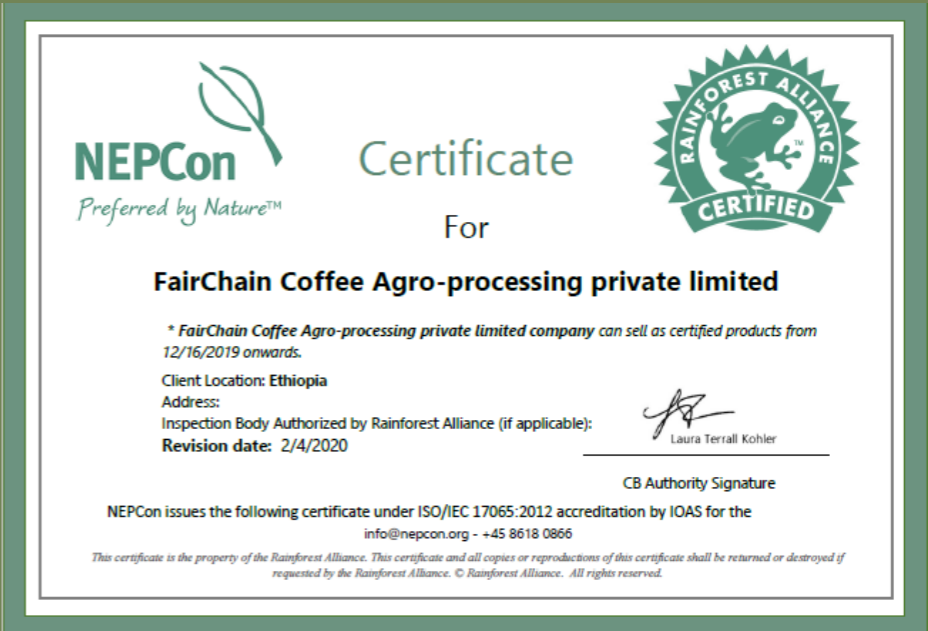 NEPCon
Preferred by Nature™
Certificate
RAINFOREST ALLIANCE
TM
CERTIFIED
For
FairChain Coffee Agro-processing private limited
* FairChain Coffee Agro-processing private limited company can sell as certified products from
12/16/2019 onwards.
Client Location: Ethiopia
Address:
Inspection Body Authorized by Rainforest Alliance (if applicable):
Revision date: 2/4/2020
Laura Terrall Kohler
CB Authority Signature
NEPCon issues the following certificate under ISO/IEC 17065:2012 accreditation by IOAS for the
info@nepcon.org - +45 8618 0866
This certificate is the property of the Rainforest Alliance. This certificate and all copies or reproductions of this certificate shall be returned or destroyed if
requested by the Rainforest Alliance. © Rainforest Alliance. All rights reserved.